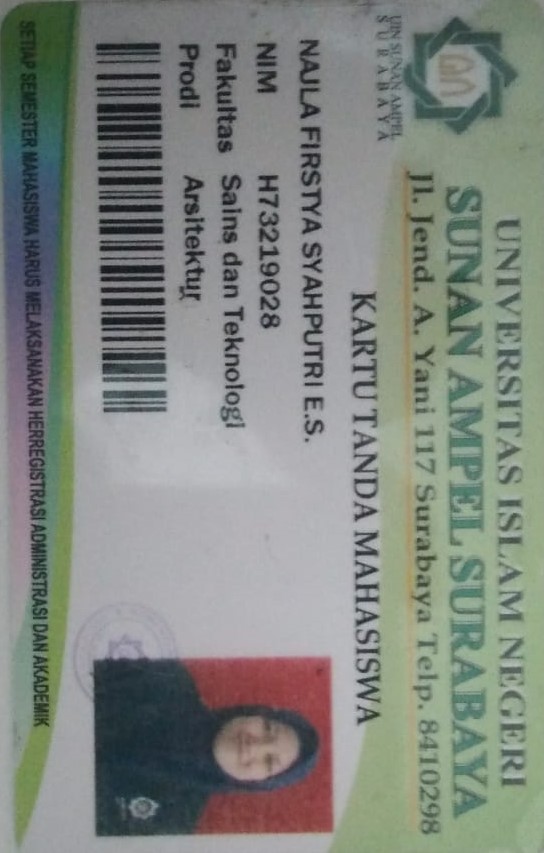 UNIVERSITAS ISLAM NEGERI
SUNAN AMPEL SURABAYA
Jl. Jend. A. Yani 117 Surabaya Telp. 8410298
UIN SUNAN AMPEL
SURABAYA
KARTU TANDA MAHASISWA
NAJLA FIRSTYA SYAHPUTRI E.S.
NIM H73219028
Fakultas Sains dan Teknologi
Prodi Arsitektur
SETIAP SEMESTER MAHASISWA HARUS MELAKSANAKAN HERREGISTRASI ADMINISTRASI DAN AKADEMIK